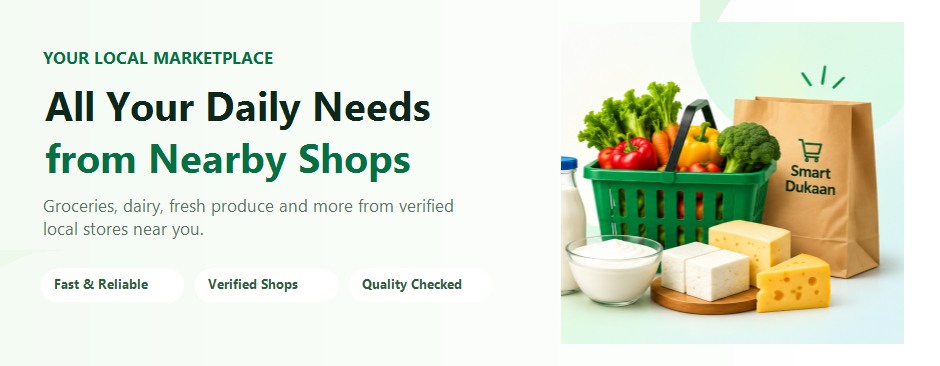 YOUR LOCAL MARKETPLACE
All Your Daily Needs
from Nearby Shops
Groceries, dairy, fresh produce and more from verified
local stores near you.
Fast & Reliable
Verified Shops
Quality Checked
Smart
Dukaan